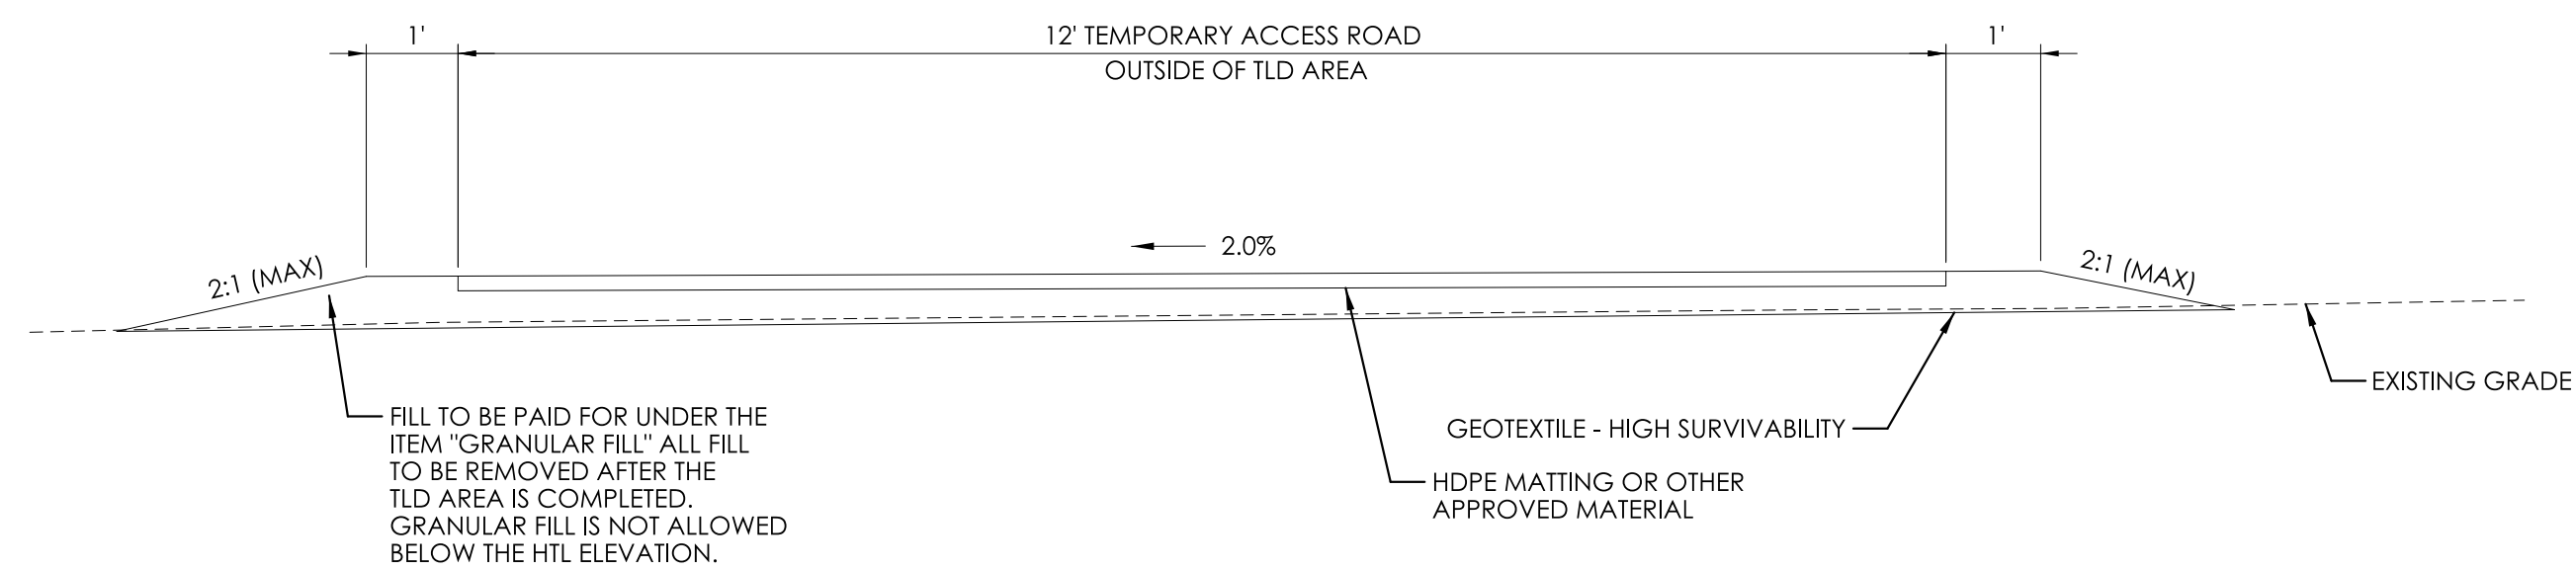 1'
12' TEMPORARY ACCESS ROAD
1'
OUTSIDE OF TLD AREA
2.0%
2:1 (MAX)
2:1 (MAX)
EXISTING GRADE
FILL TO BE PAID FOR UNDER THE
ITEM "GRANULAR FILL" ALL FILL
TO BE REMOVED AFTER THE
TLD AREA IS COMPLETED.
GRANULAR FILL IS NOT ALLOWED
BELOW THE HTL ELEVATION.
GEOTEXTILE - HIGH SURVIVABILITY
HDPE MATTING OR OTHER
APPROVED MATERIAL